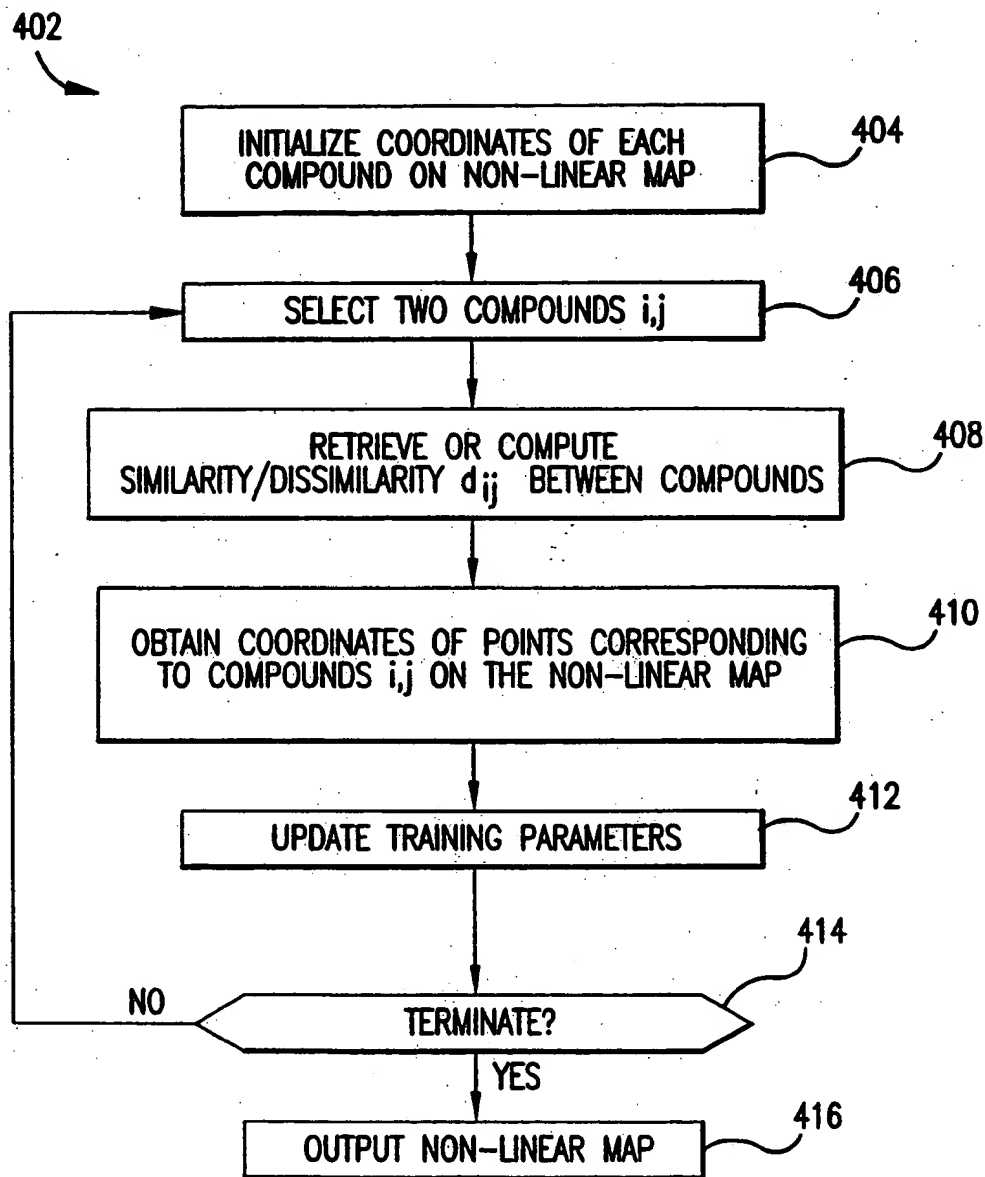 402
INITIALIZE COORDINATES OF EACH
COMPOUND ON NON-LINEAR MAP
404
SELECT TWO COMPOUNDS i,j
406
RETRIEVE OR COMPUTE
SIMILARITY/DISSIMILARITY dij BETWEEN COMPOUNDS
408
OBTAIN COORDINATES OF POINTS CORRESPONDING
TO COMPOUNDS i,j ON THE NON-LINEAR MAP
410
UPDATE TRAINING PARAMETERS
412
TERMINATE?
414
NO
YES
OUTPUT NON-LINEAR MAP
416